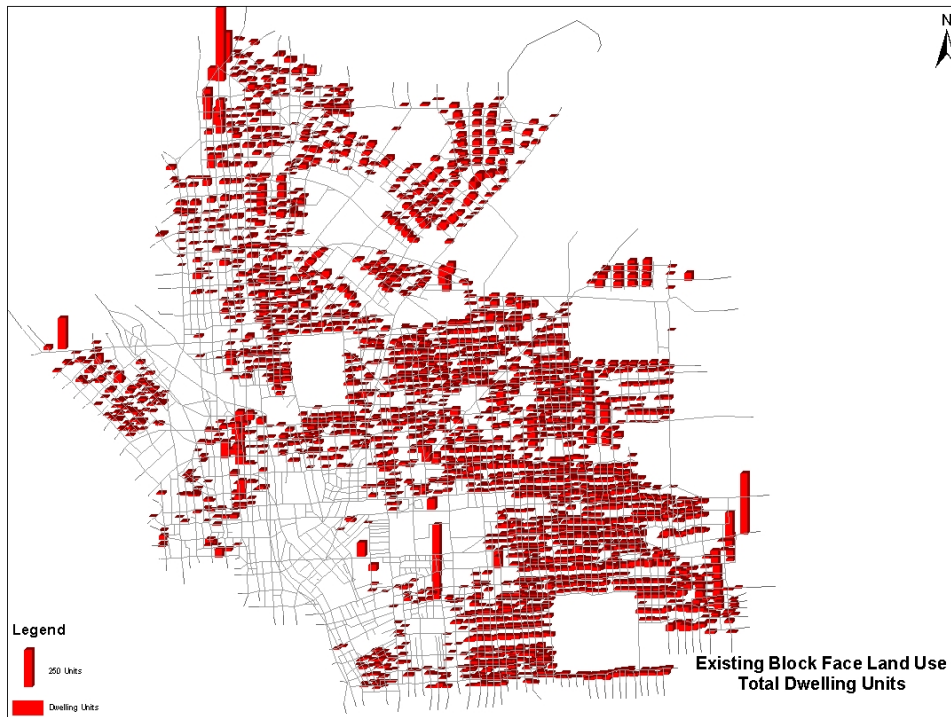 N
Legend
250 Units
Dwelling Units
Existing Block Face Land Use
Total Dwelling Units